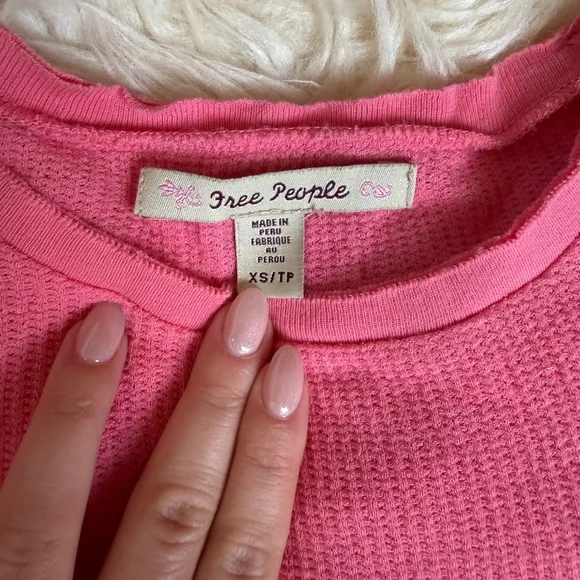 Free People
MADE IN
PERU
FABRIQUE
AU
PEROU
XS/TP